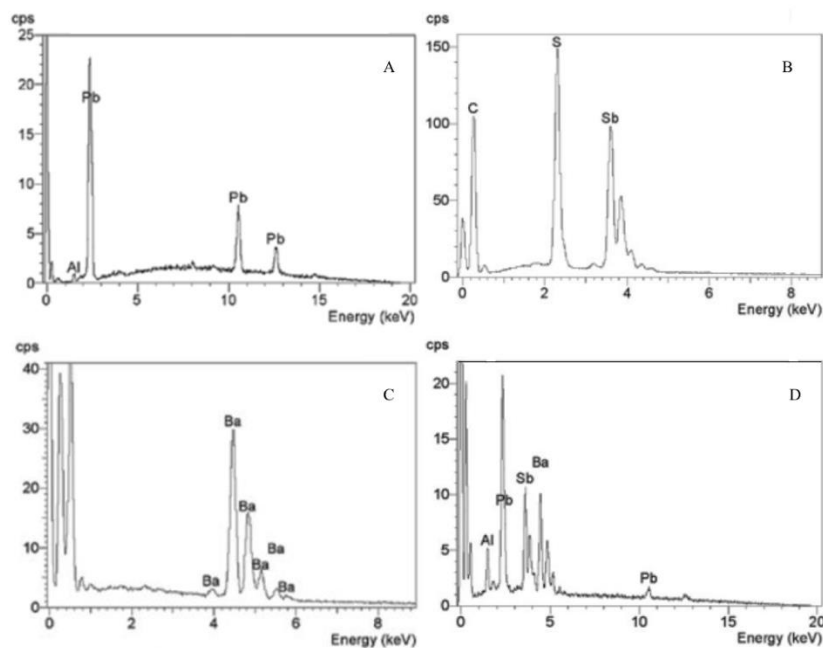 cps
25
20
15
10
5
0
A
Pb
Pb
Pb
Al
0 5 10 15 20
Energy (keV)
cps
150
100
50
0
B
S
C
Sb
0 2 4 6 8
Energy (keV)
cps
40
30
20
10
0
C
Ba
Ba
Ba
Ba
Ba
Ba
0 2 4 6 8
Energy (keV)
cps
20
15
10
5
0
D
Ba
Sb
Pb
Al
Pb
0 5 10 15 20
Energy (keV)